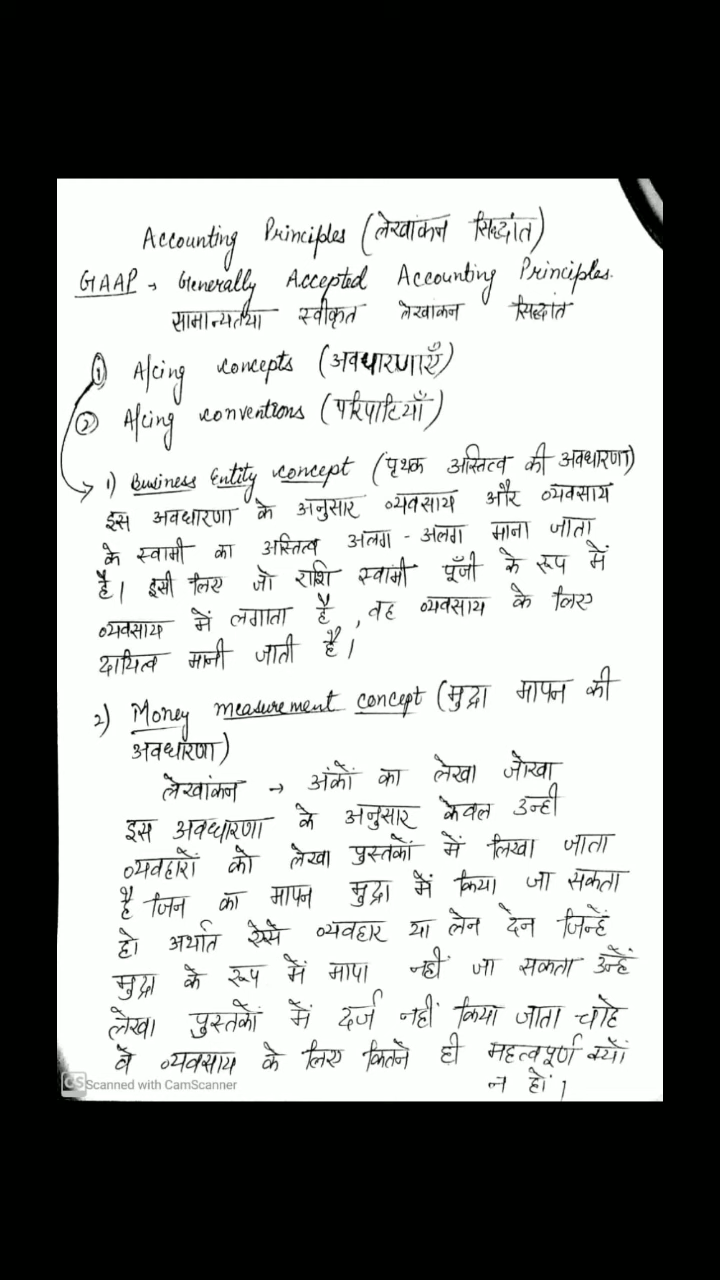 Accounting Principles (लेखांकन सिद्धांत)
GAAP → Generally Accepted Accounting Principles.
सामान्यतया स्वीकृत लेखांकन सिद्धांत
① A/cing concepts (अवधारणाएँ)
② A/cing conventions (परिपाटियाँ)
1) Business Entity concept (पृथक अस्तित्व की अवधारणा)
इस अवधारणा के अनुसार व्यवसाय और व्यवसाय
के स्वामी का अस्तित्व अलग - अलग माना जाता
है। इसी लिए जो राशि स्वामी पूँजी के रूप में
व्यवसाय में लगाता है, वह व्यवसाय के लिए
दायित्व मानी जाती है।
2) Money measurement concept (मुद्रा मापन की
अवधारणा)
लेखांकन → अंकों का लेखा जोखा
इस अवधारणा के अनुसार केवल उन्ही
व्यवहारों को लेखा पुस्तकों में लिखा जाता
है जिन का मापन मुद्रा में किया जा सकता
हो अर्थात ऐसे व्यवहार या लेन देन जिन्हें
मुद्रा के रूप में मापा नहीं जा सकता उन्हें
लेखा पुस्तकों में दर्ज नहीं किया जाता चाहे
वे व्यवसाय के लिए कितने ही महत्वपूर्ण क्यों
न हों।
CS Scanned with CamScanner